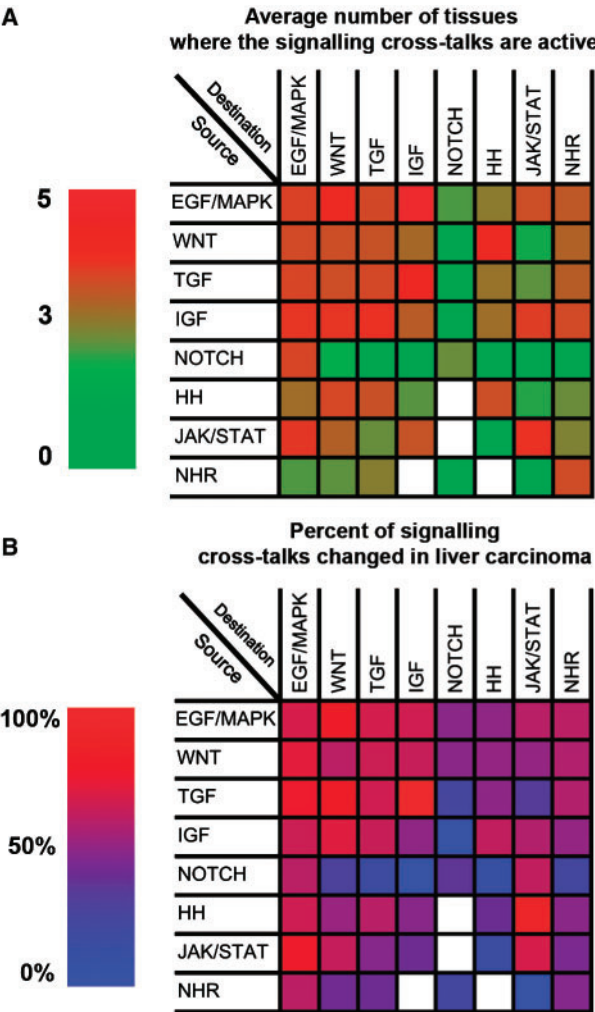 A
Average number of tissues
where the signalling cross-talks are active
Destination
Source
EGF/MAPK
WNT
TGF
IGF
NOTCH
HH
JAK/STAT
NHR
5
3
0
EGF/MAPK
WNT
TGF
IGF
NOTCH
HH
JAK/STAT
NHR
B
Percent of signalling
cross-talks changed in liver carcinoma
Destination
Source
EGF/MAPK
WNT
TGF
IGF
NOTCH
HH
JAK/STAT
NHR
100%
50%
0%
EGF/MAPK
WNT
TGF
IGF
NOTCH
HH
JAK/STAT
NHR